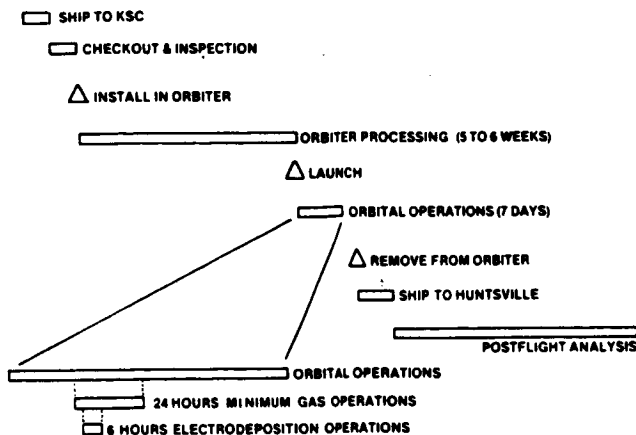 SHIP TO KSC
CHECKOUT & INSPECTION
INSTALL IN ORBITER
ORBITER PROCESSING (5 TO 6 WEEKS)
LAUNCH
ORBITAL OPERATIONS (7 DAYS)
REMOVE FROM ORBITER
SHIP TO HUNTSVILLE
POSTFLIGHT ANALYSIS
ORBITAL OPERATIONS
24 HOURS MINIMUM GAS OPERATIONS
6 HOURS ELECTRODEPOSITION OPERATIONS